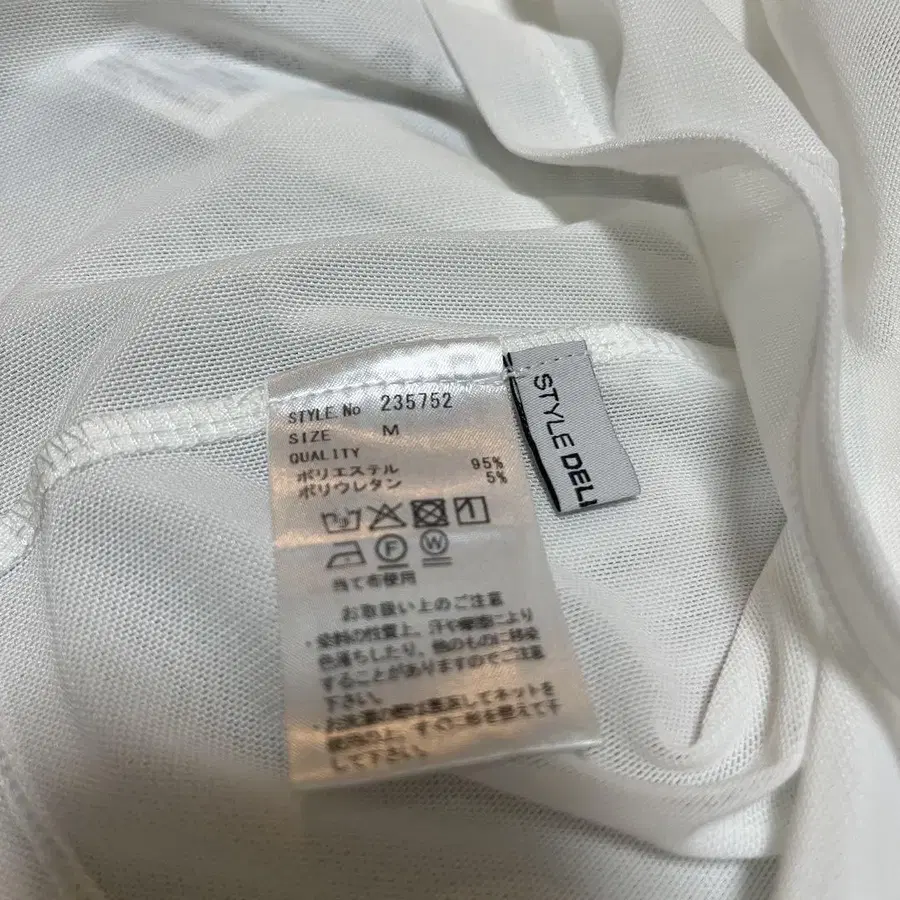 STYLE No 235752
SIZE M
QUALITY
ポリエステル 95%
ポリウレタン 5%
F W
当て布使用
お取扱い上のご注意
・染料の性質上、汗や摩擦により
色落ちしたり、他のものに移染
することがありますのでご注意
下さい。
・お洗濯の際は裏返してネットを
使用の上、すぐに形を整えて干
して下さい。
STYLE DELI